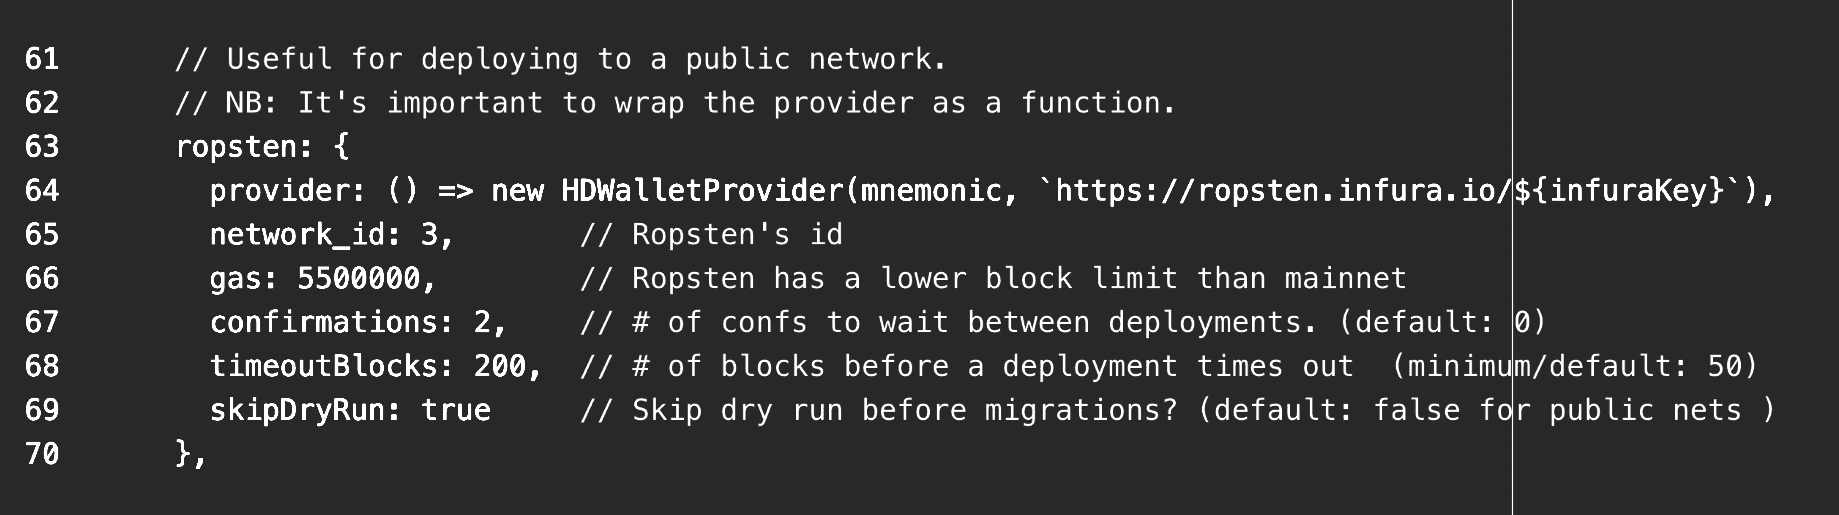 61 // Useful for deploying to a public network.
62 // NB: It's important to wrap the provider as a function.
63 ropsten: {
64 provider: () => new HDWalletProvider(mnemonic, `https://ropsten.infura.io/${infuraKey}`),
65 network_id: 3, // Ropsten's id
66 gas: 5500000, // Ropsten has a lower block limit than mainnet
67 confirmations: 2, // # of confs to wait between deployments. (default: 0)
68 timeoutBlocks: 200, // # of blocks before a deployment times out  (minimum/default: 50)
69 skipDryRun: true // Skip dry run before migrations? (default: false for public nets )
70 },